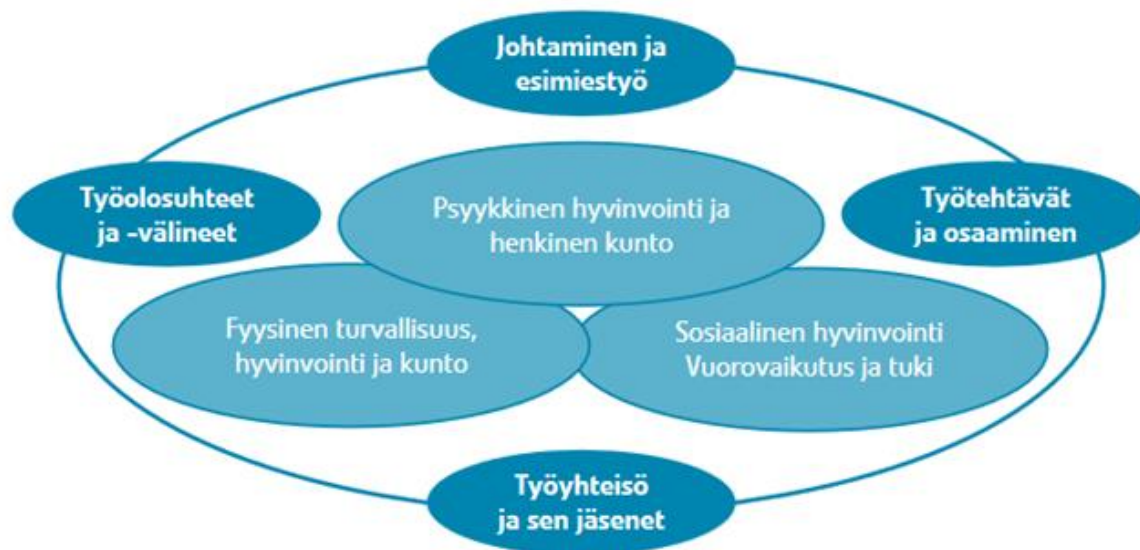 Johtaminen ja
esimiestyö
Työolosuhteet
ja -välineet
Psyykkinen hyvinvointi ja
henkinen kunto
Työtehtävät
ja osaaminen
Fyysinen turvallisuus,
hyvinvointi ja kunto
Sosiaalinen hyvinvointi
Vuorovaikutus ja tuki
Työyhteisö
ja sen jäsenet